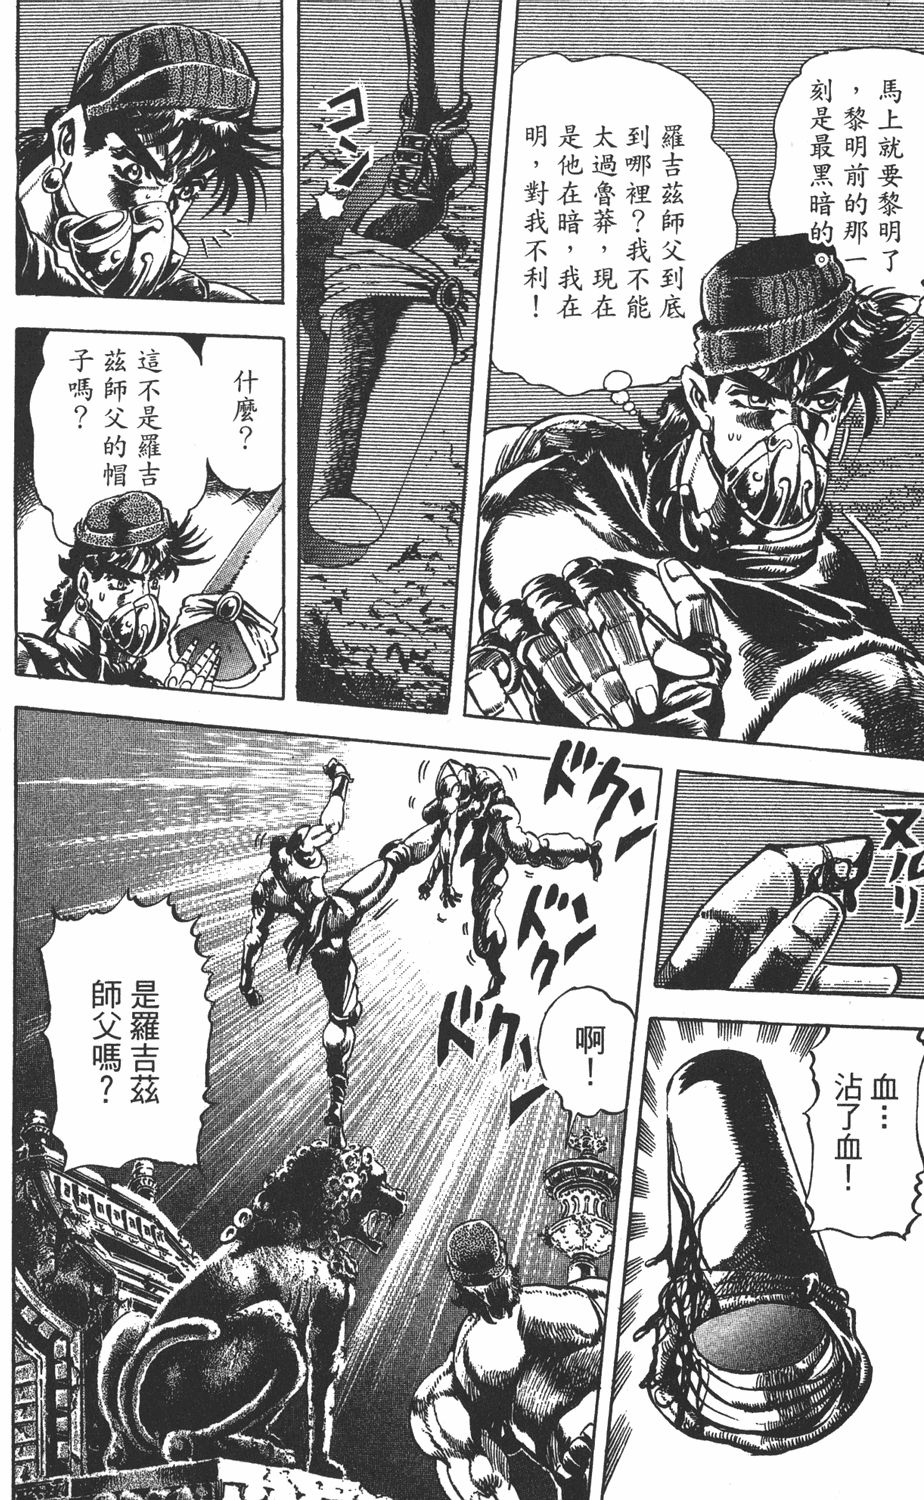 馬上就要黎明了
，黎明前的那一
刻是最黑暗的
。
羅吉茲師父到底
到哪裡？我不能
太過魯莽，現在
是他在暗，我在
明，對我不利！
コン
什麼？
這不是羅吉
茲師父的帽
子嗎？
ヌルリ
血…
沾了血！
ドクン
ドクン
ドクン
啊！
是羅吉茲
師父嗎？